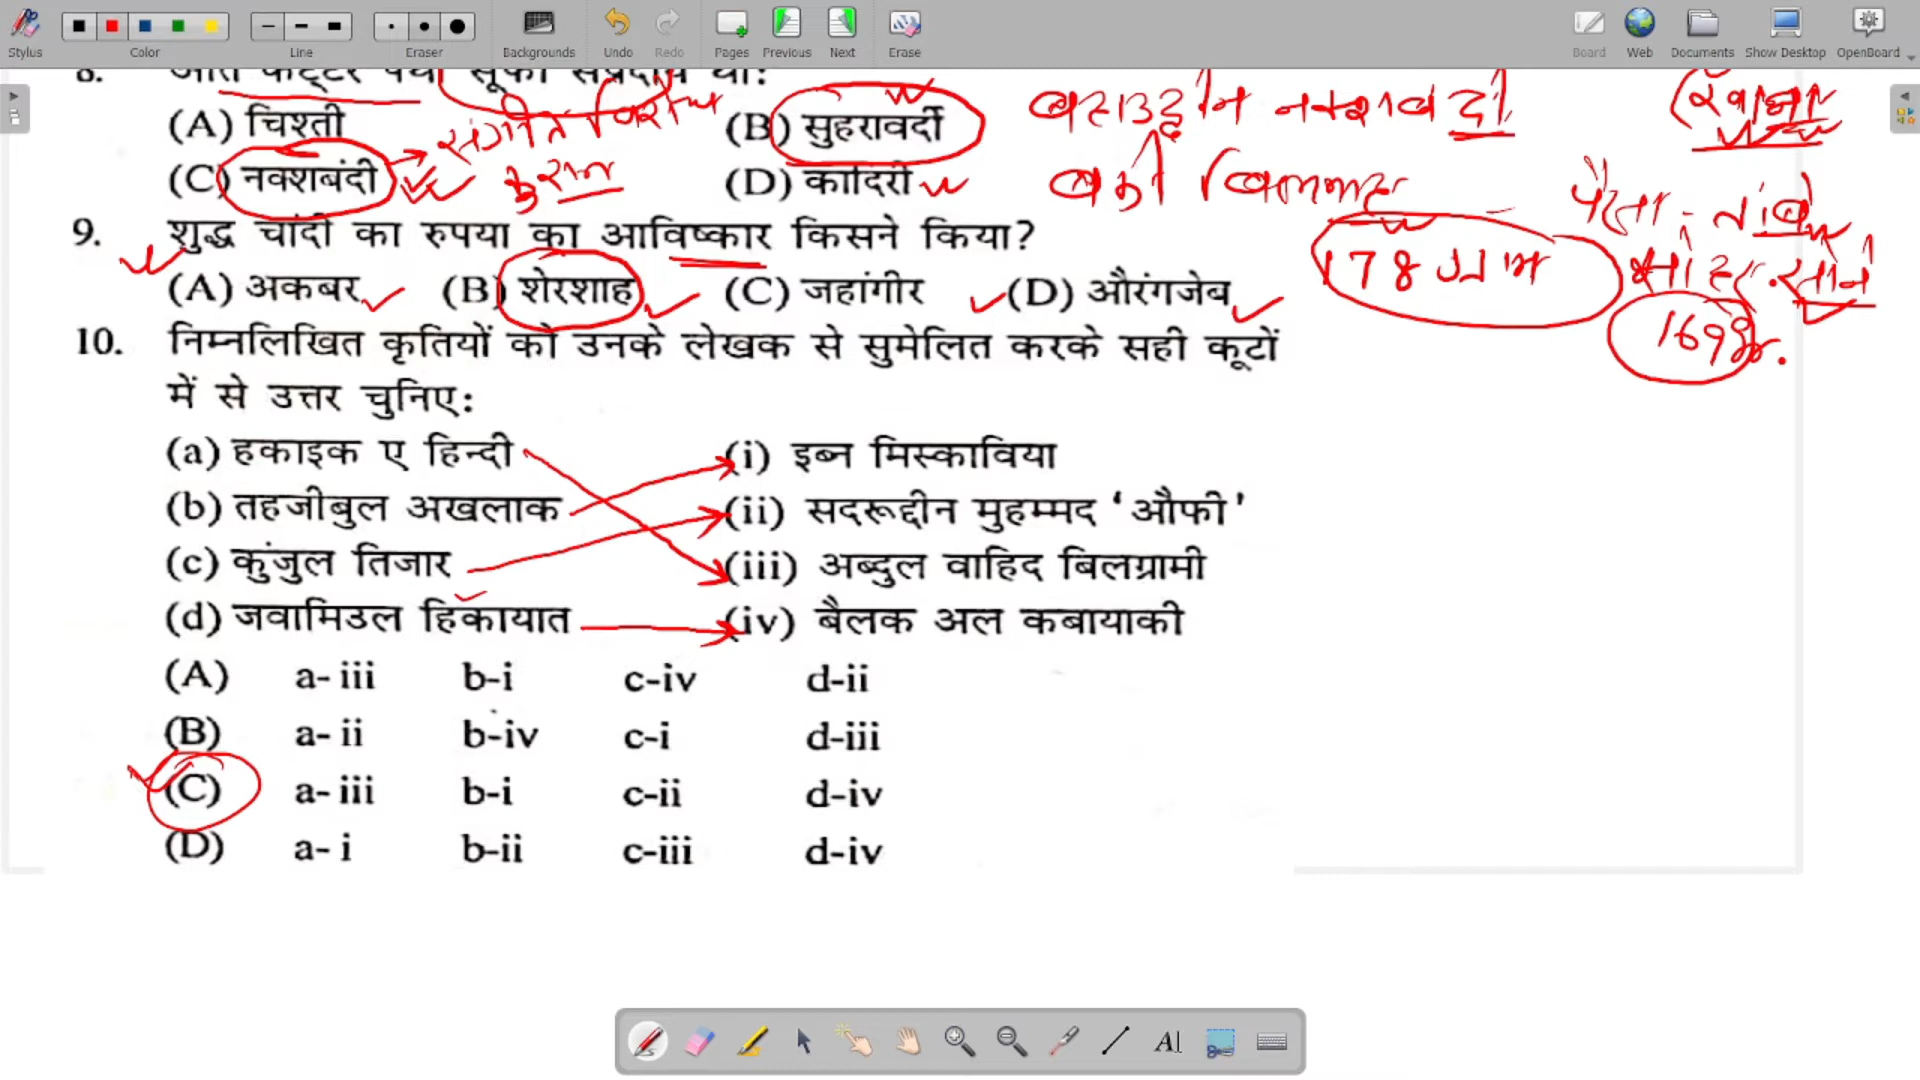 Stylus Color Line Eraser Backgrounds Undo Redo Pages Previous Next Erase Board Web Documents Show Desktop OpenBoard
8.
(A) चिश्ती (B) सुहरावर्दी
(C) नक्शबंदी (D) कादिरी
9. शुद्ध चांदी का रुपया का आविष्कार किसने किया?
178 ग्राम
(A) अकबर (B) शेरशाह (C) जहांगीर (D) औरंगजेब
169
10. निम्नलिखित कृतियों को उनके लेखक से सुमेलित करके सही कूटों
में से उत्तर चुनिए:
(a) हकाइक ए हिन्दी (i) इब्न मिस्काविया
(b) तहजीबुल अखलाक (ii) सदरूद्दीन मुहम्मद ‘औफी’
(c) कुंजुल तिजार (iii) अब्दुल वाहिद बिलग्रामी
(d) जवामिउल हिकायात (iv) बैलक अल कबायाकी
(A) a- iii b-i c-iv d-ii
(B) a- ii b-iv c-i d-iii
(C) a- iii b-i c-ii d-iv
(D) a- i b-ii c-iii d-iv